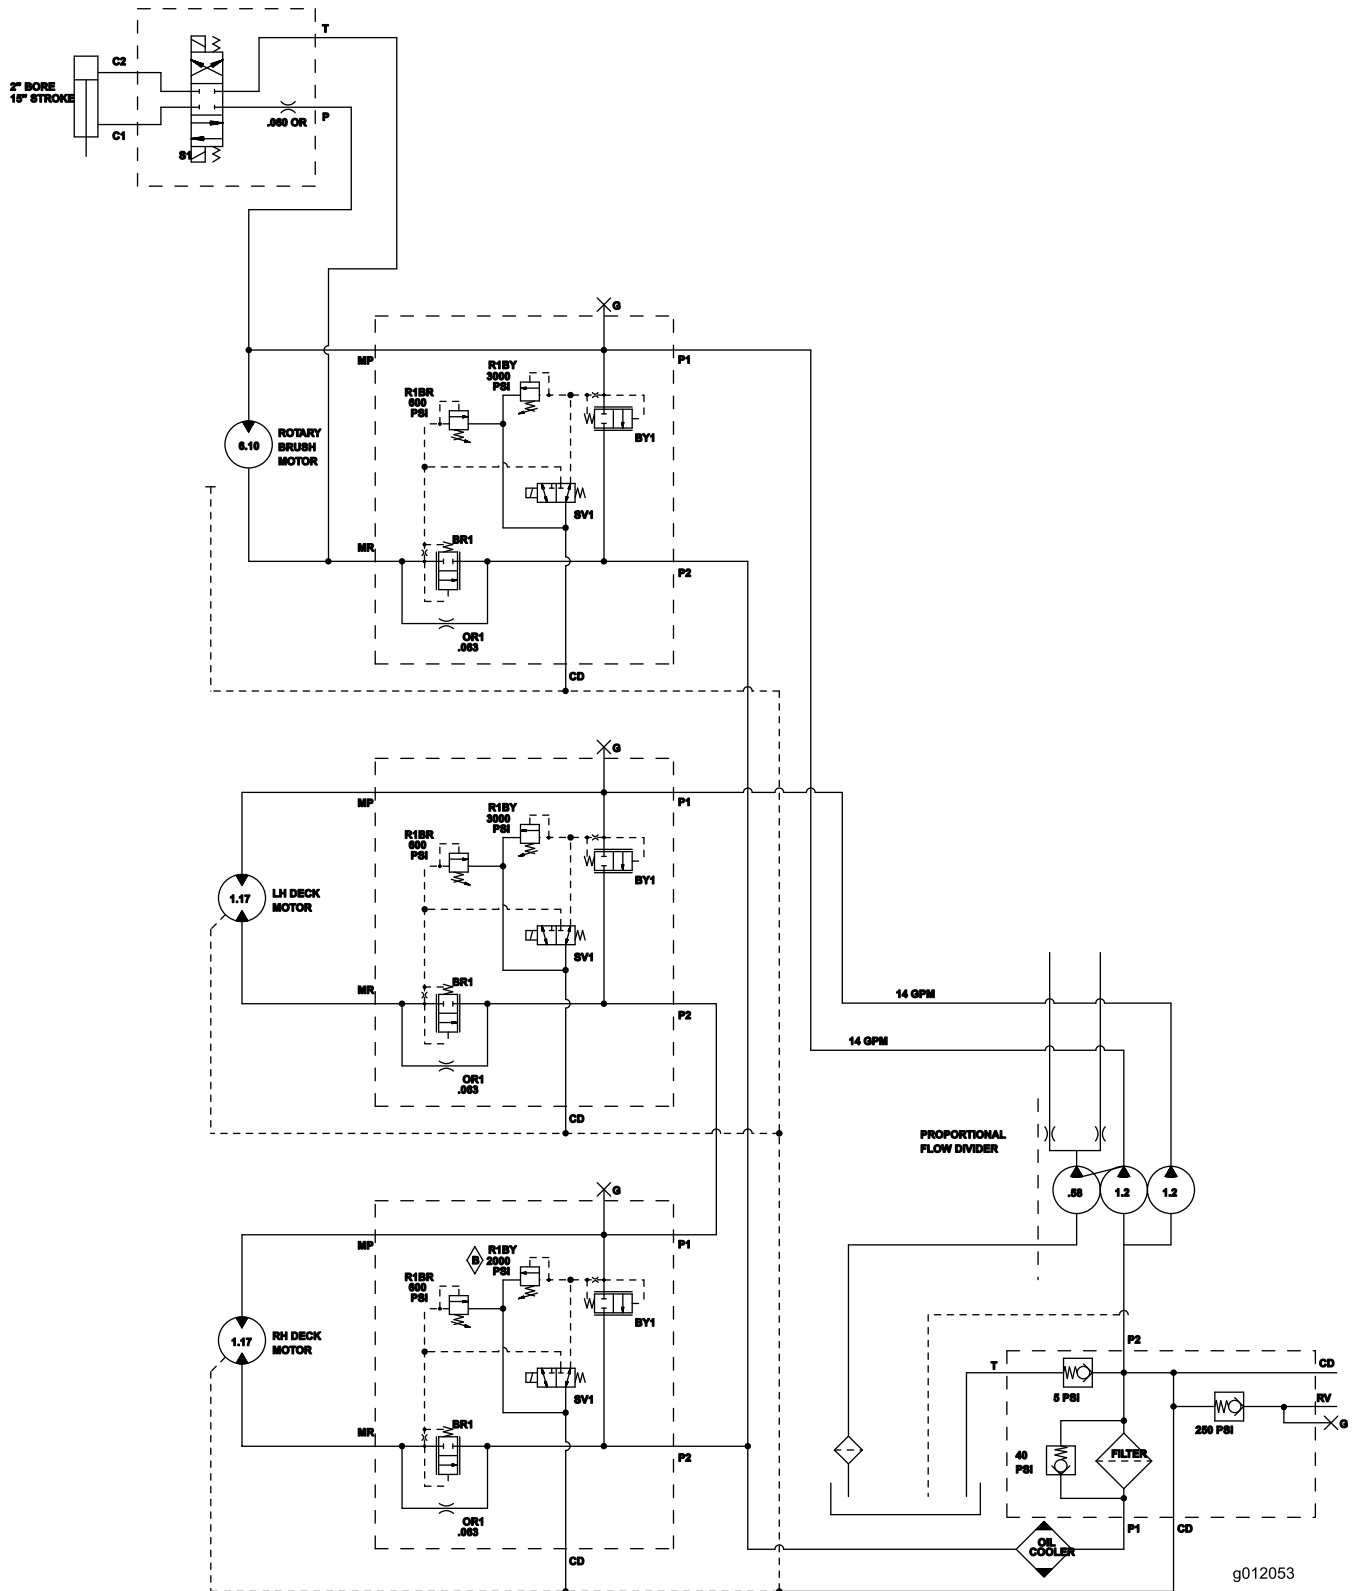 T
C2
2" BORE
15" STROKE
.060 OR
P
C1
S1
G
MP
P1
R1BY
3000
PSI
R1BR
600
PSI
BY1
6.10
ROTARY
BRUSH
MOTOR
SV1
BR1
MR
P2
OR1
.063
CD
G
MP
P1
R1BY
3000
PSI
R1BR
600
PSI
BY1
1.17
LH DECK
MOTOR
SV1
BR1
MR
P2
OR1
.063
CD
14 GPM
14 GPM
PROPORTIONAL
FLOW DIVIDER
.58
1.2
1.2
G
MP
P1
B
R1BY
2000
PSI
R1BR
600
PSI
BY1
1.17
RH DECK
MOTOR
SV1
BR1
MR
P2
OR1
.063
CD
P2
T
CD
5 PSI
RV
250 PSI
G
40
PSI
FILTER
P1
CD
OIL
COOLER
g012053